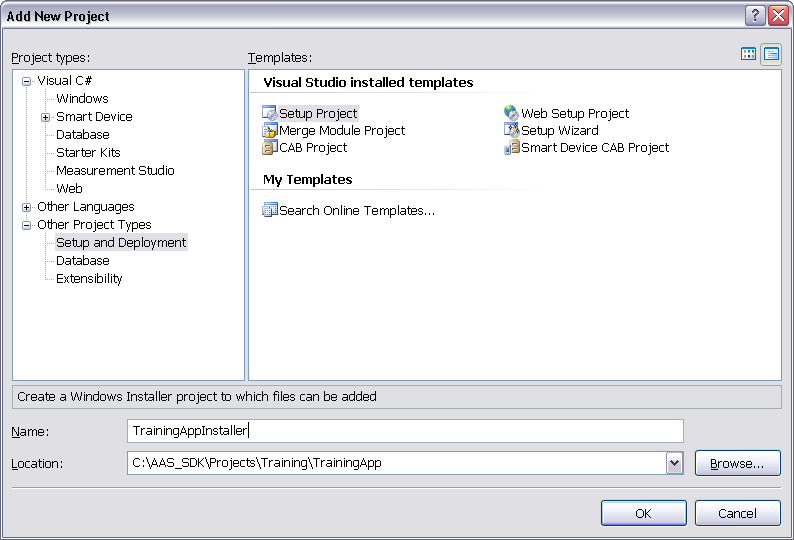 Add New Project
Project types:
Templates:
Visual C#
Windows
Smart Device
Database
Starter Kits
Measurement Studio
Web
Other Languages
Other Project Types
Setup and Deployment
Database
Extensibility
Visual Studio installed templates
Setup Project
Web Setup Project
Merge Module Project
Setup Wizard
CAB Project
Smart Device CAB Project
My Templates
Search Online Templates...
Create a Windows Installer project to which files can be added
Name:
TrainingAppInstaller
Location:
C:\AAS_SDK\Projects\Training\TrainingApp
Browse...
OK
Cancel